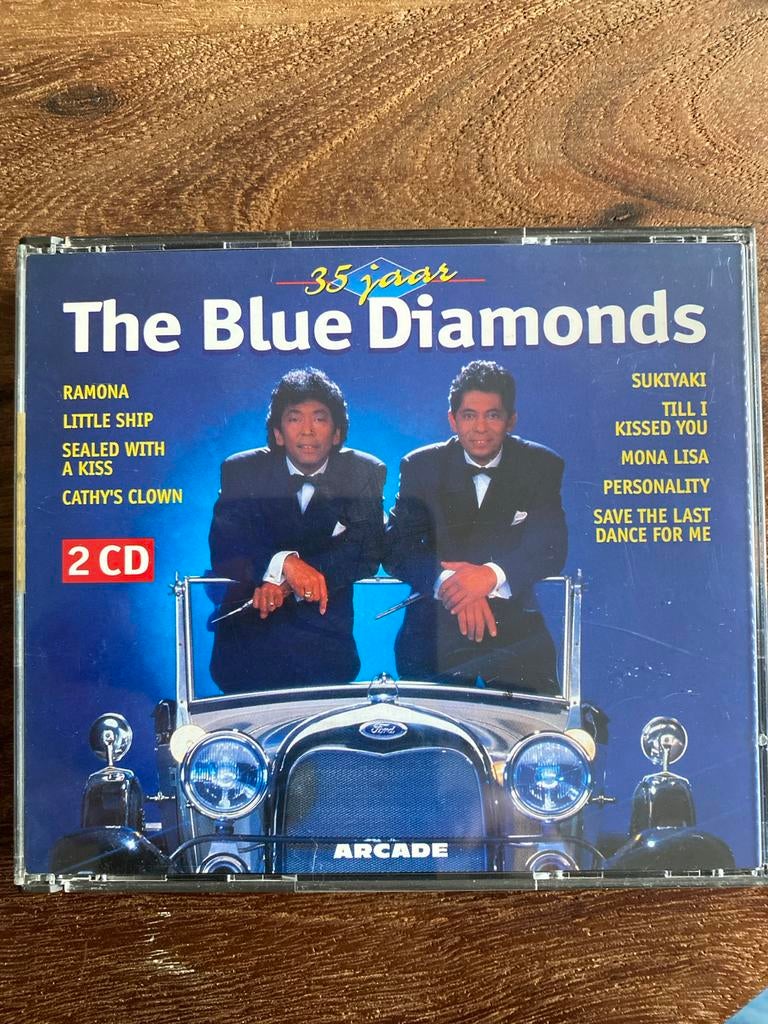 35 jaar
The Blue Diamonds
RAMONA
LITTLE SHIP
SEALED WITH
A KISS
CATHY'S CLOWN
2 CD
SUKIYAKI
TILL I
KISSED YOU
MONA LISA
PERSONALITY
SAVE THE LAST
DANCE FOR ME
Ford
ARCADE